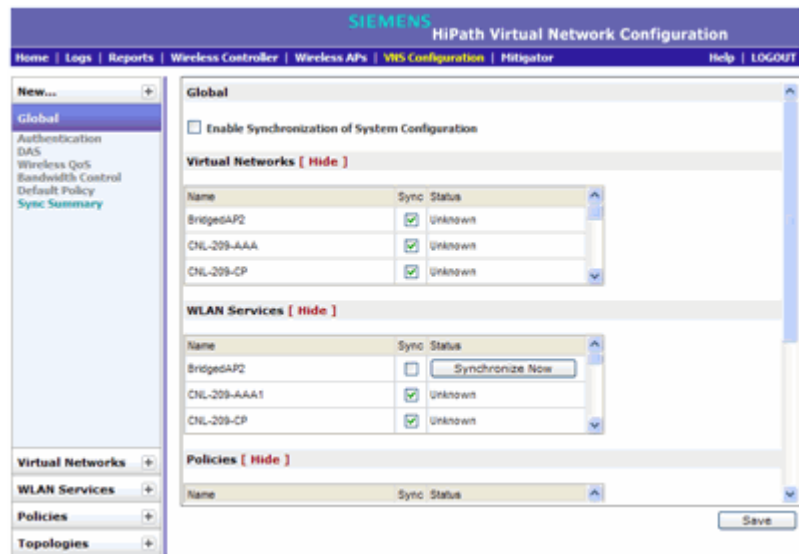 SIEMENS
HiPath Virtual Network Configuration
Home | Logs | Reports | Wireless Controller | Wireless APs | VNS Configuration | Mitigator Help | LOGOUT
New... +
Global
Authentication
DAS
Wireless QoS
Bandwidth Control
Default Policy
Sync Summary
Virtual Networks +
WLAN Services +
Policies +
Topologies +
Global
Enable Synchronization of System Configuration
Virtual Networks [ Hide ]
Name Sync Status
BridgedAP2 Unknown
CNL-209-AAA Unknown
CNL-209-CP Unknown
WLAN Services [ Hide ]
Name Sync Status
BridgedAP2 Synchronize Now
CNL-209-AAA1 Unknown
CNL-209-CP Unknown
Policies [ Hide ]
Name Sync Status
Save